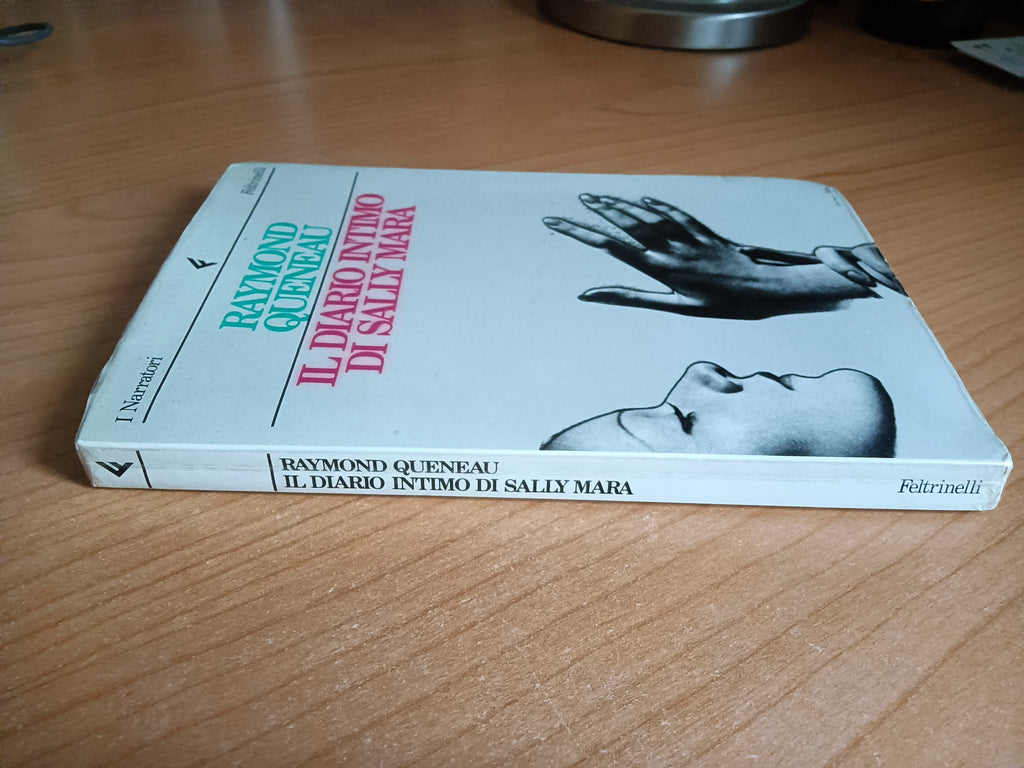 Feltrinelli
RAYMOND
QUENEAU
IL DIARIO INTIMO
DI SALLY MARA
I Narratori
RAYMOND QUENEAU
IL DIARIO INTIMO DI SALLY MARA
Feltrinelli